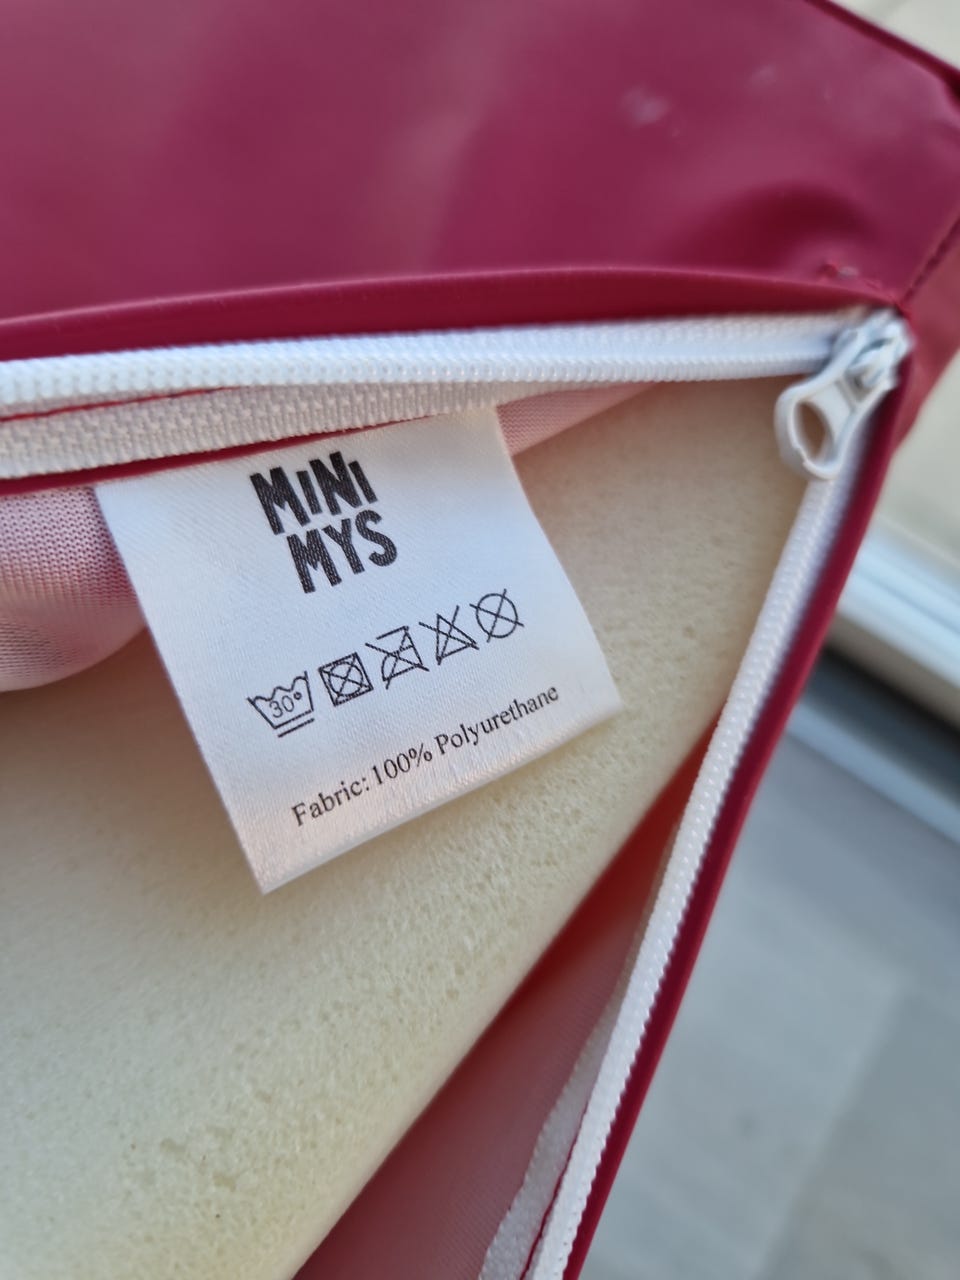 MINI
MYS
30°
Fabric: 100% Polyurethane